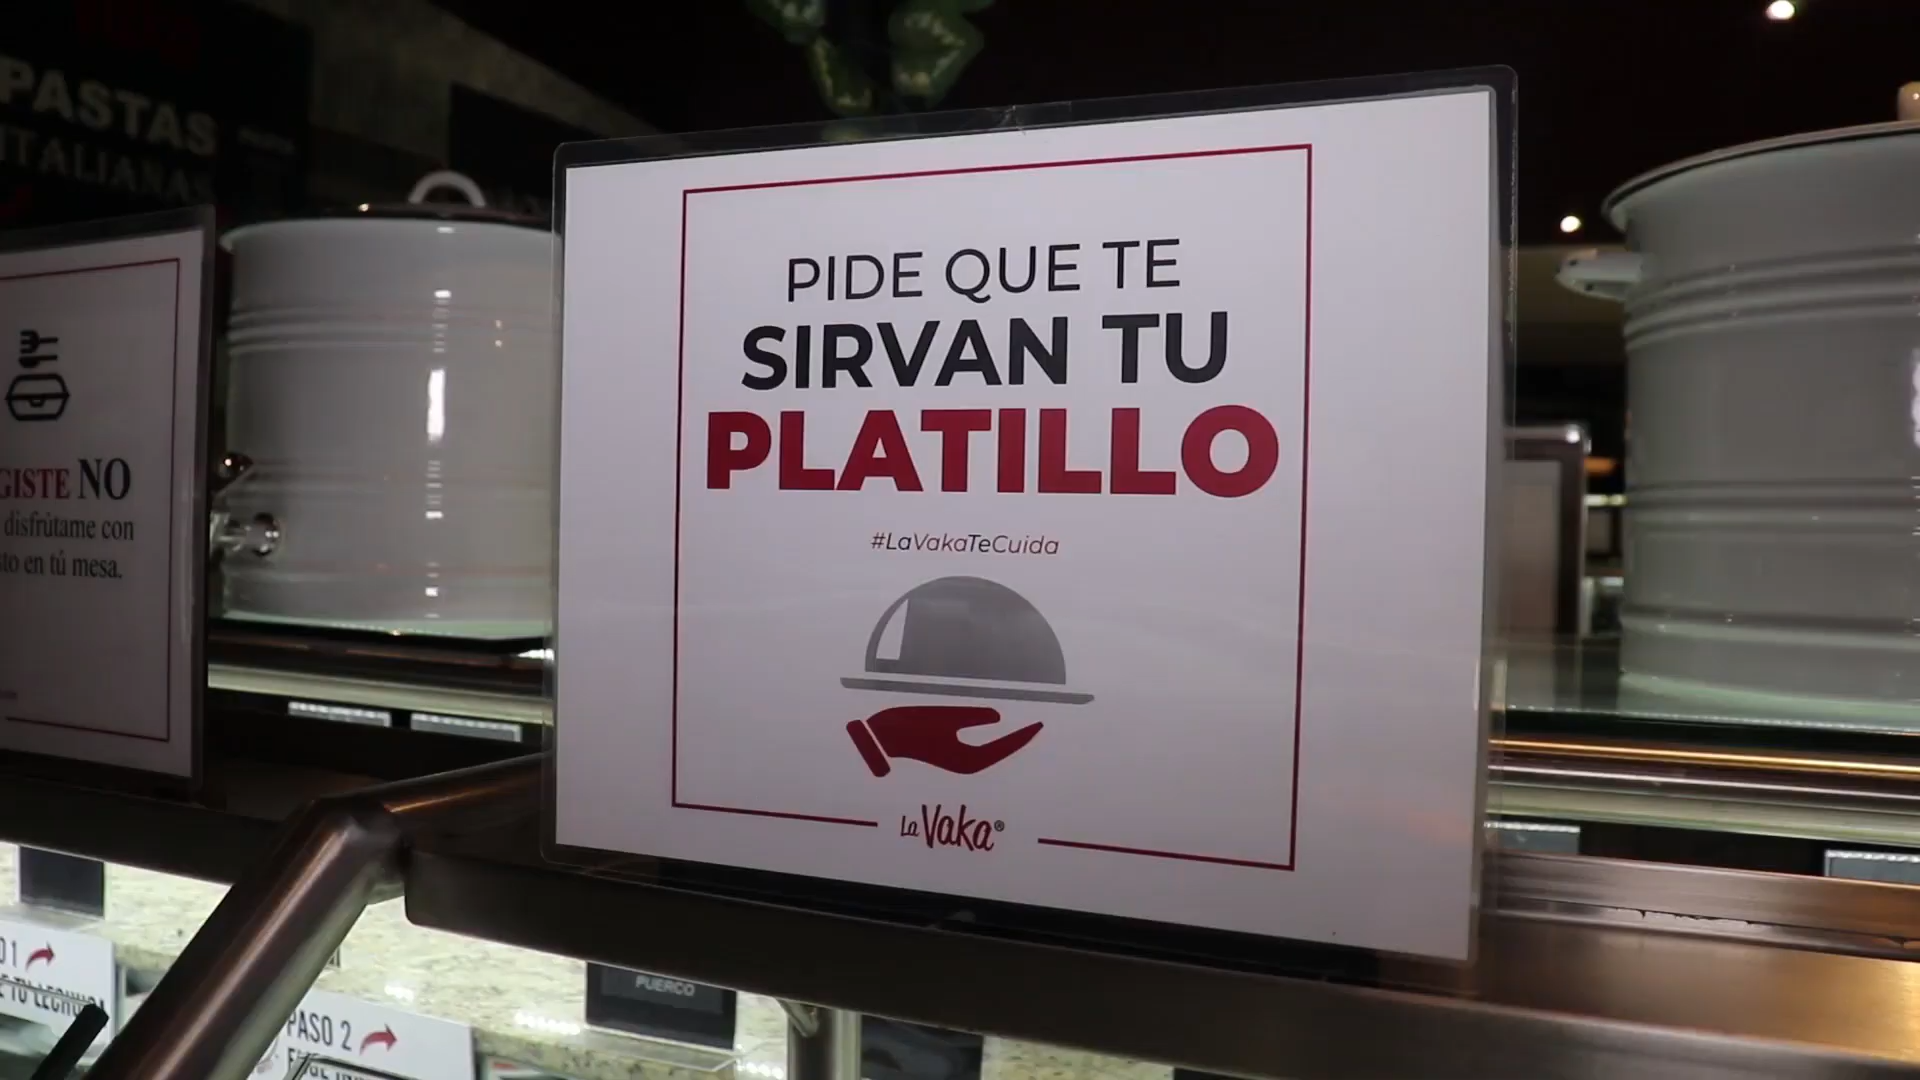 PASTAS
ITALIANAS
GISTE NO
disfrútame con
to en tú mesa.
PIDE QUE TE
SIRVAN TU
PLATILLO
#LaVakaTeCuida
La Vaka®
PUERCO
PASO 2